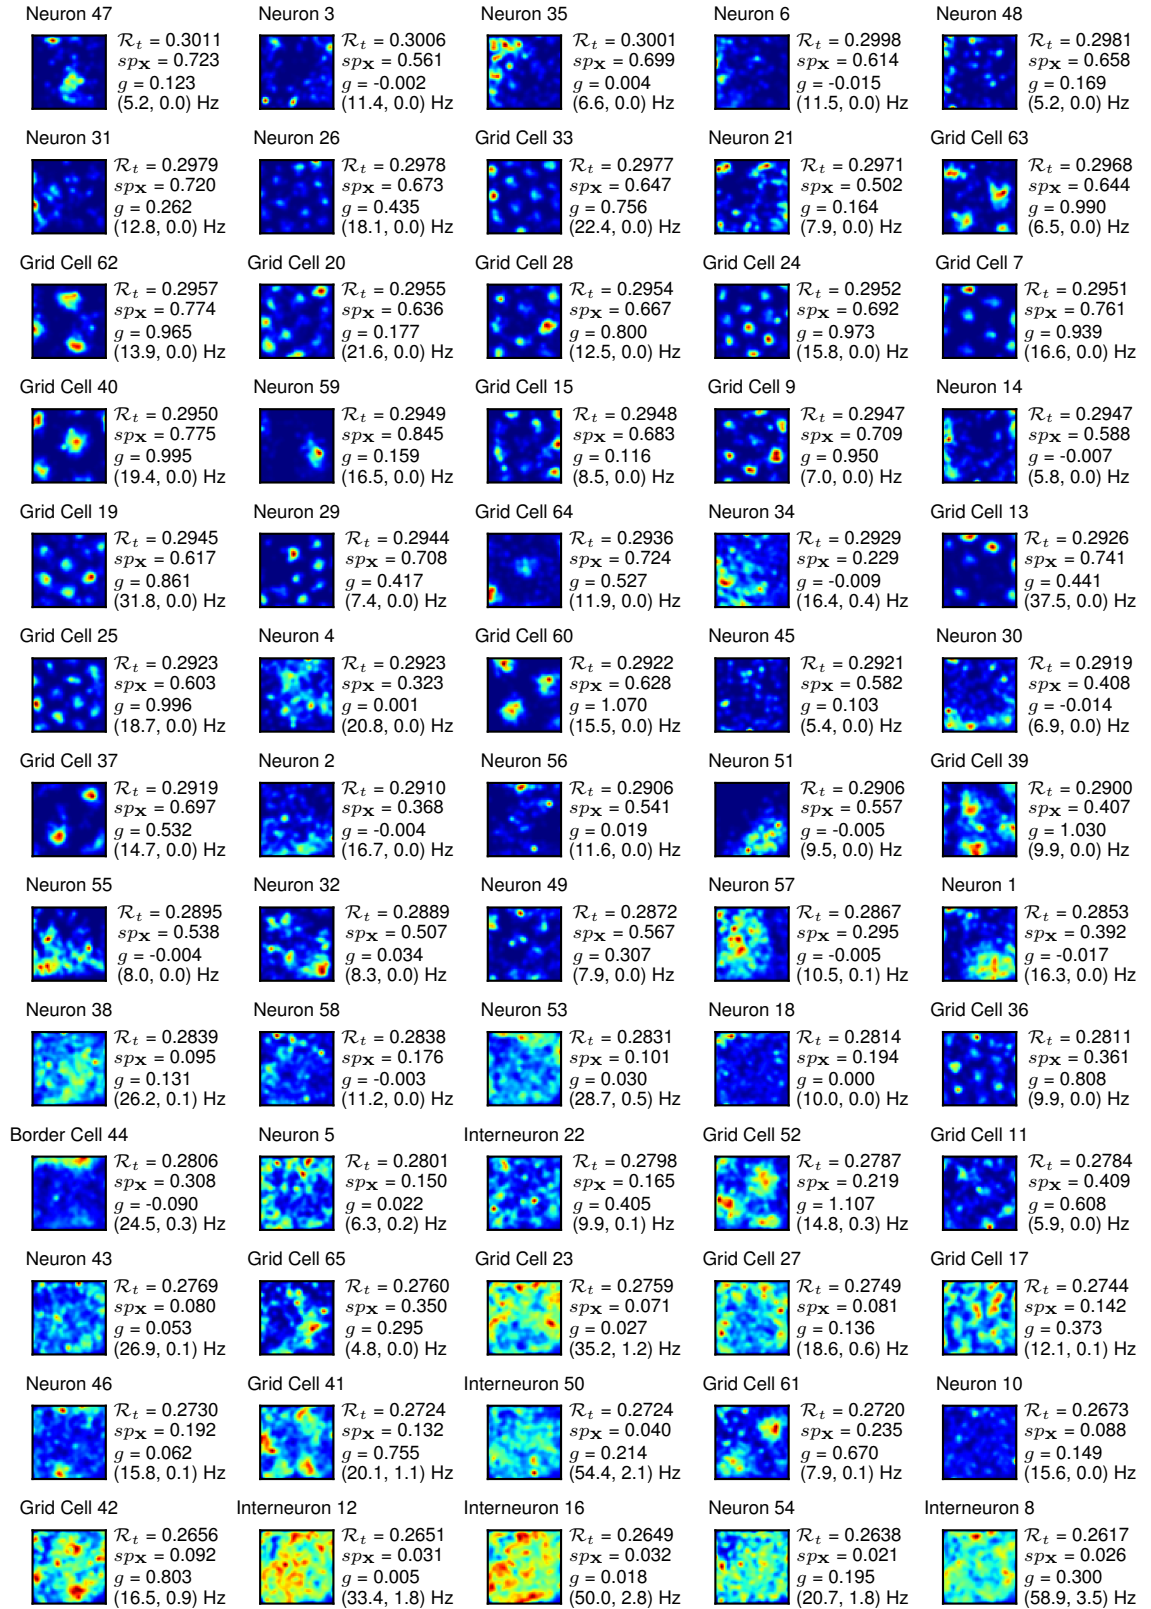 Neuron 47
ℛt = 0.3011
spX = 0.723
g = 0.123
(5.2, 0.0) Hz
Neuron 3
ℛt = 0.3006
spX = 0.561
g = -0.002
(11.4, 0.0) Hz
Neuron 35
ℛt = 0.3001
spX = 0.699
g = 0.004
(6.6, 0.0) Hz
Neuron 6
ℛt = 0.2998
spX = 0.614
g = -0.015
(11.5, 0.0) Hz
Neuron 48
ℛt = 0.2981
spX = 0.658
g = 0.169
(5.2, 0.0) Hz
Neuron 31
ℛt = 0.2979
spX = 0.720
g = 0.262
(12.8, 0.0) Hz
Neuron 26
ℛt = 0.2978
spX = 0.673
g = 0.435
(18.1, 0.0) Hz
Grid Cell 33
ℛt = 0.2977
spX = 0.647
g = 0.756
(22.4, 0.0) Hz
Neuron 21
ℛt = 0.2971
spX = 0.502
g = 0.164
(7.9, 0.0) Hz
Grid Cell 63
ℛt = 0.2968
spX = 0.644
g = 0.990
(6.5, 0.0) Hz
Grid Cell 62
ℛt = 0.2957
spX = 0.774
g = 0.965
(13.9, 0.0) Hz
Grid Cell 20
ℛt = 0.2955
spX = 0.636
g = 0.177
(21.6, 0.0) Hz
Grid Cell 28
ℛt = 0.2954
spX = 0.667
g = 0.800
(12.5, 0.0) Hz
Grid Cell 24
ℛt = 0.2952
spX = 0.692
g = 0.973
(15.8, 0.0) Hz
Grid Cell 7
ℛt = 0.2951
spX = 0.761
g = 0.939
(16.6, 0.0) Hz
Grid Cell 40
ℛt = 0.2950
spX = 0.775
g = 0.995
(19.4, 0.0) Hz
Neuron 59
ℛt = 0.2949
spX = 0.845
g = 0.159
(16.5, 0.0) Hz
Grid Cell 15
ℛt = 0.2948
spX = 0.683
g = 0.116
(8.5, 0.0) Hz
Grid Cell 9
ℛt = 0.2947
spX = 0.709
g = 0.950
(7.0, 0.0) Hz
Neuron 14
ℛt = 0.2947
spX = 0.588
g = -0.007
(5.8, 0.0) Hz
Grid Cell 19
ℛt = 0.2945
spX = 0.617
g = 0.861
(31.8, 0.0) Hz
Neuron 29
ℛt = 0.2944
spX = 0.708
g = 0.417
(7.4, 0.0) Hz
Grid Cell 64
ℛt = 0.2936
spX = 0.724
g = 0.527
(11.9, 0.0) Hz
Neuron 34
ℛt = 0.2929
spX = 0.229
g = -0.009
(16.4, 0.4) Hz
Grid Cell 13
ℛt = 0.2926
spX = 0.741
g = 0.441
(37.5, 0.0) Hz
Grid Cell 25
ℛt = 0.2923
spX = 0.603
g = 0.996
(18.7, 0.0) Hz
Neuron 4
ℛt = 0.2923
spX = 0.323
g = 0.001
(20.8, 0.0) Hz
Grid Cell 60
ℛt = 0.2922
spX = 0.628
g = 1.070
(15.5, 0.0) Hz
Neuron 45
ℛt = 0.2921
spX = 0.582
g = 0.103
(5.4, 0.0) Hz
Neuron 30
ℛt = 0.2919
spX = 0.408
g = -0.014
(6.9, 0.0) Hz
Grid Cell 37
ℛt = 0.2919
spX = 0.697
g = 0.532
(14.7, 0.0) Hz
Neuron 2
ℛt = 0.2910
spX = 0.368
g = -0.004
(16.7, 0.0) Hz
Neuron 56
ℛt = 0.2906
spX = 0.541
g = 0.019
(11.6, 0.0) Hz
Neuron 51
ℛt = 0.2906
spX = 0.557
g = -0.005
(9.5, 0.0) Hz
Grid Cell 39
ℛt = 0.2900
spX = 0.407
g = 1.030
(9.9, 0.0) Hz
Neuron 55
ℛt = 0.2895
spX = 0.538
g = -0.004
(8.0, 0.0) Hz
Neuron 32
ℛt = 0.2889
spX = 0.507
g = 0.034
(8.3, 0.0) Hz
Neuron 49
ℛt = 0.2872
spX = 0.567
g = 0.307
(7.9, 0.0) Hz
Neuron 57
ℛt = 0.2867
spX = 0.295
g = -0.005
(10.5, 0.1) Hz
Neuron 1
ℛt = 0.2853
spX = 0.392
g = -0.017
(16.3, 0.0) Hz
Neuron 38
ℛt = 0.2839
spX = 0.095
g = 0.131
(26.2, 0.1) Hz
Neuron 58
ℛt = 0.2838
spX = 0.176
g = -0.003
(11.2, 0.0) Hz
Neuron 53
ℛt = 0.2831
spX = 0.101
g = 0.030
(28.7, 0.5) Hz
Neuron 18
ℛt = 0.2814
spX = 0.194
g = 0.000
(10.0, 0.0) Hz
Grid Cell 36
ℛt = 0.2811
spX = 0.361
g = 0.808
(9.9, 0.0) Hz
Border Cell 44
ℛt = 0.2806
spX = 0.308
g = -0.090
(24.5, 0.3) Hz
Neuron 5
ℛt = 0.2801
spX = 0.150
g = 0.022
(6.3, 0.2) Hz
Interneuron 22
ℛt = 0.2798
spX = 0.165
g = 0.405
(9.9, 0.1) Hz
Grid Cell 52
ℛt = 0.2787
spX = 0.219
g = 1.107
(14.8, 0.3) Hz
Grid Cell 11
ℛt = 0.2784
spX = 0.409
g = 0.608
(5.9, 0.0) Hz
Neuron 43
ℛt = 0.2769
spX = 0.080
g = 0.053
(26.9, 0.1) Hz
Grid Cell 65
ℛt = 0.2760
spX = 0.350
g = 0.295
(4.8, 0.0) Hz
Grid Cell 23
ℛt = 0.2759
spX = 0.071
g = 0.027
(35.2, 1.2) Hz
Grid Cell 27
ℛt = 0.2749
spX = 0.081
g = 0.136
(18.6, 0.6) Hz
Grid Cell 17
ℛt = 0.2744
spX = 0.142
g = 0.373
(12.1, 0.1) Hz
Neuron 46
ℛt = 0.2730
spX = 0.192
g = 0.062
(15.8, 0.1) Hz
Grid Cell 41
ℛt = 0.2724
spX = 0.132
g = 0.755
(20.1, 1.1) Hz
Interneuron 50
ℛt = 0.2724
spX = 0.040
g = 0.214
(54.4, 2.1) Hz
Grid Cell 61
ℛt = 0.2720
spX = 0.235
g = 0.670
(7.9, 0.1) Hz
Neuron 10
ℛt = 0.2673
spX = 0.088
g = 0.149
(15.6, 0.0) Hz
Grid Cell 42
ℛt = 0.2656
spX = 0.092
g = 0.803
(16.5, 0.9) Hz
Interneuron 12
ℛt = 0.2651
spX = 0.031
g = 0.005
(33.4, 1.8) Hz
Interneuron 16
ℛt = 0.2649
spX = 0.032
g = 0.018
(50.0, 2.8) Hz
Neuron 54
ℛt = 0.2638
spX = 0.021
g = 0.195
(20.7, 1.8) Hz
Interneuron 8
ℛt = 0.2617
spX = 0.026
g = 0.300
(58.9, 3.5) Hz